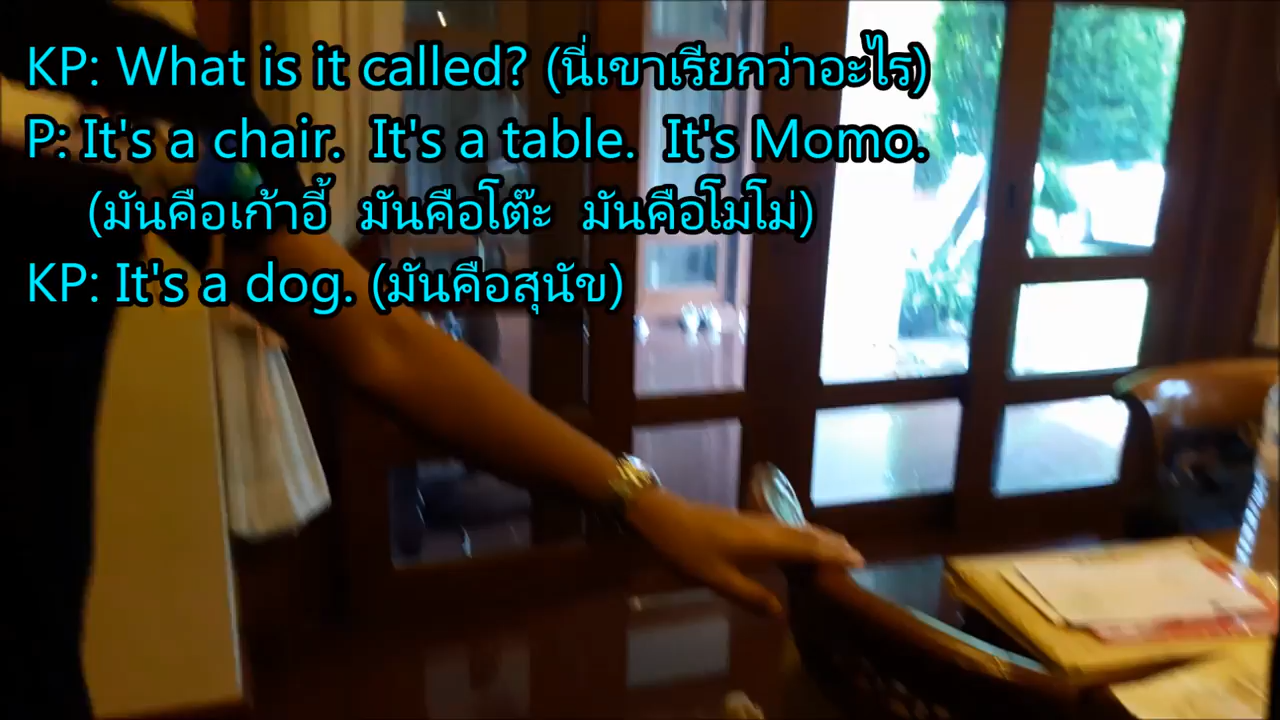 KP: What is it called? (นี่เขาเรียกว่าอะไร)
P: It's a chair. It's a table. It's Momo.
(มันคือเก้าอี้ มันคือโต๊ะ มันคือโมโม่)
KP: It's a dog. (มันคือสุนัข)